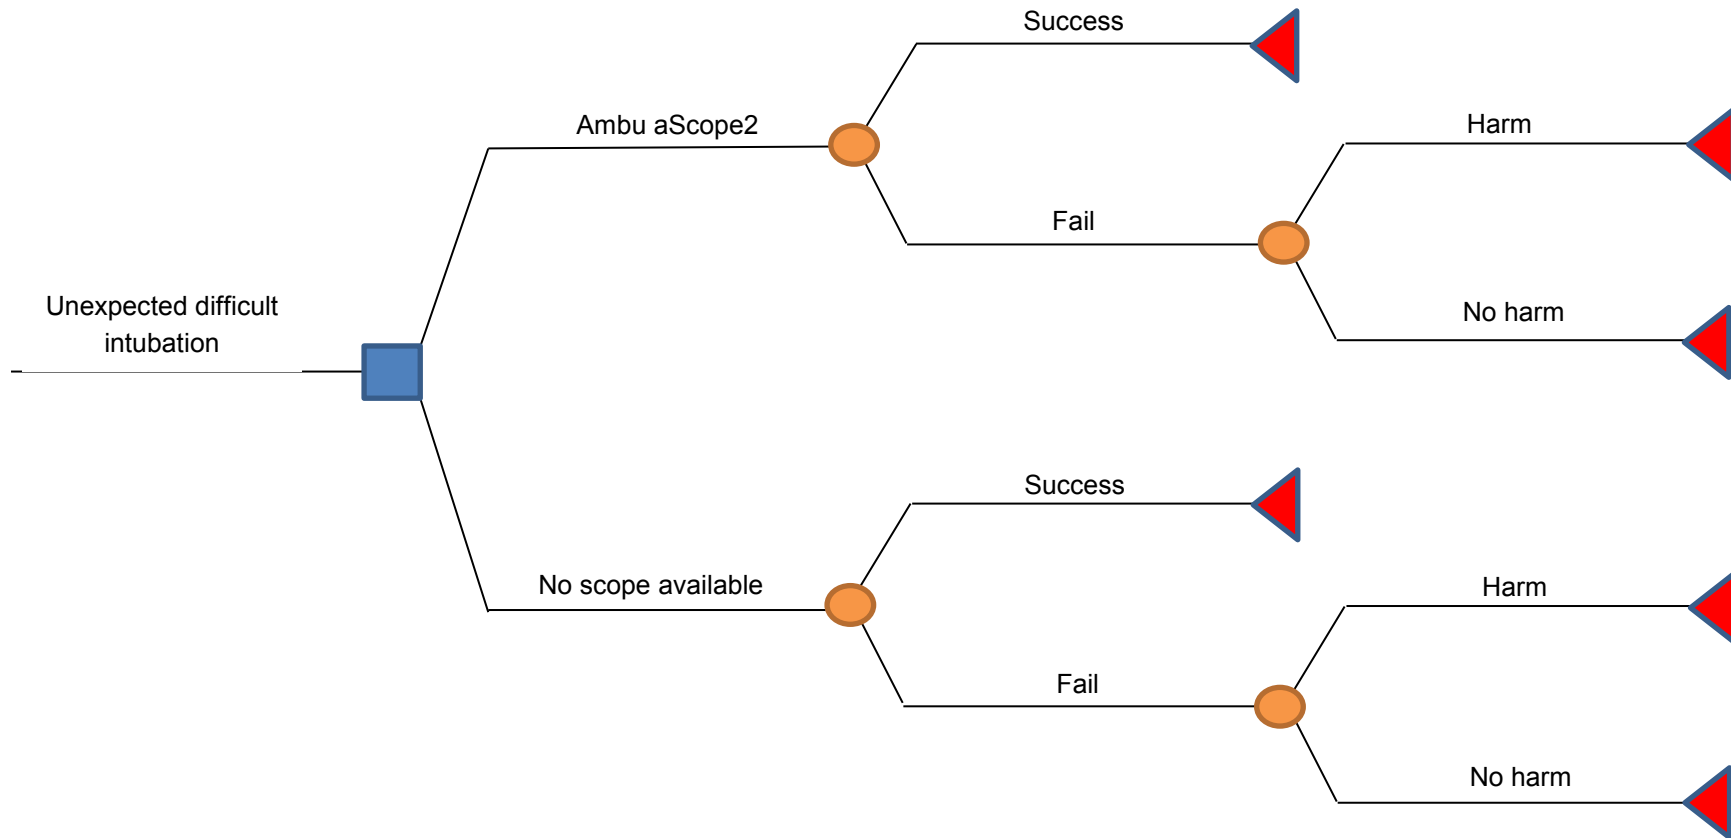 Success
Ambu aScope2
Harm
Fail
Unexpected difficult
intubation
No harm
Success
No scope available
Harm
Fail
No harm